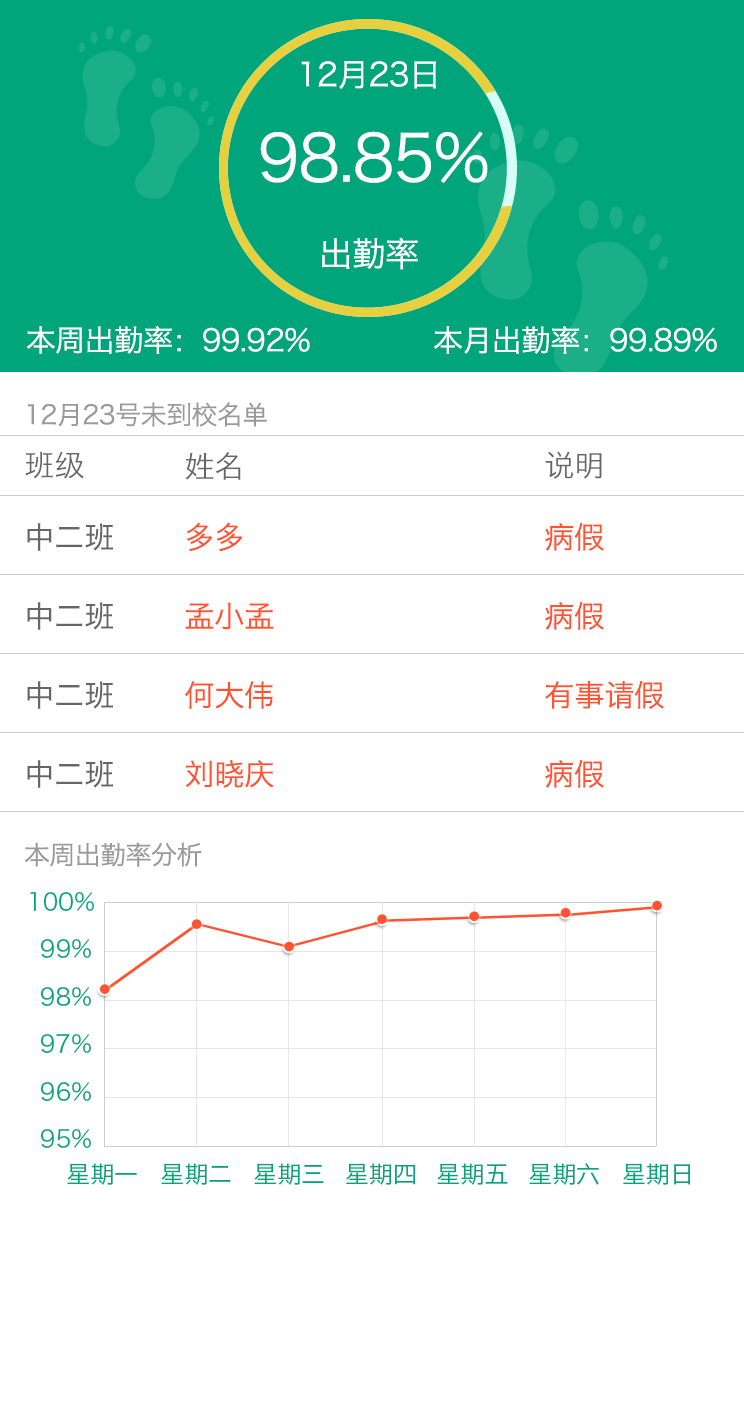 12月23日
98.85%
出勤率
本周出勤率：99.92% 本月出勤率：99.89%
12月23号未到校名单
班级 姓名 说明
中二班 多多 病假
中二班 孟小孟 病假
中二班 何大伟 有事请假
中二班 刘晓庆 病假
本周出勤率分析
100%
99%
98%
97%
96%
95%
星期一 星期二 星期三 星期四 星期五 星期六 星期日